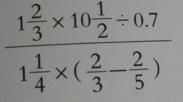 1 2/3 × 10 1/2 ÷ 0.7
1 1/4 × ( 2/3 − 2/5 )